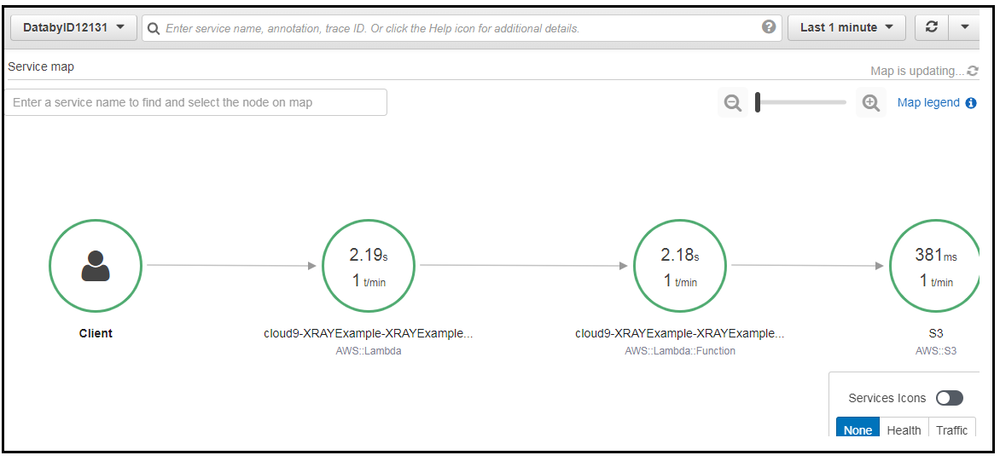 DatabyID12131
Enter service name, annotation, trace ID. Or click the Help icon for additional details.
?
Last 1 minute
Service map
Map is updating...
Enter a service name to find and select the node on map
Map legend i
2.19s
1 t/min
2.18s
1 t/min
381ms
1 t/min
Client
cloud9-XRAYExample-XRAYExample...
AWS::Lambda
cloud9-XRAYExample-XRAYExample...
AWS::Lambda::Function
S3
AWS::S3
Services Icons
None Health Traffic